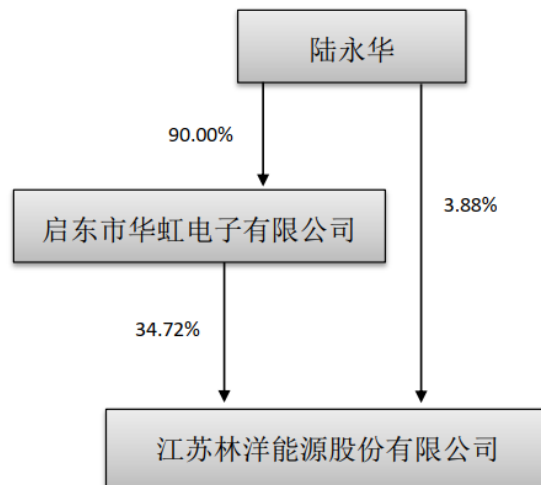 陆永华
90.00%
3.88%
启东市华虹电子有限公司
34.72%
江苏林洋能源股份有限公司